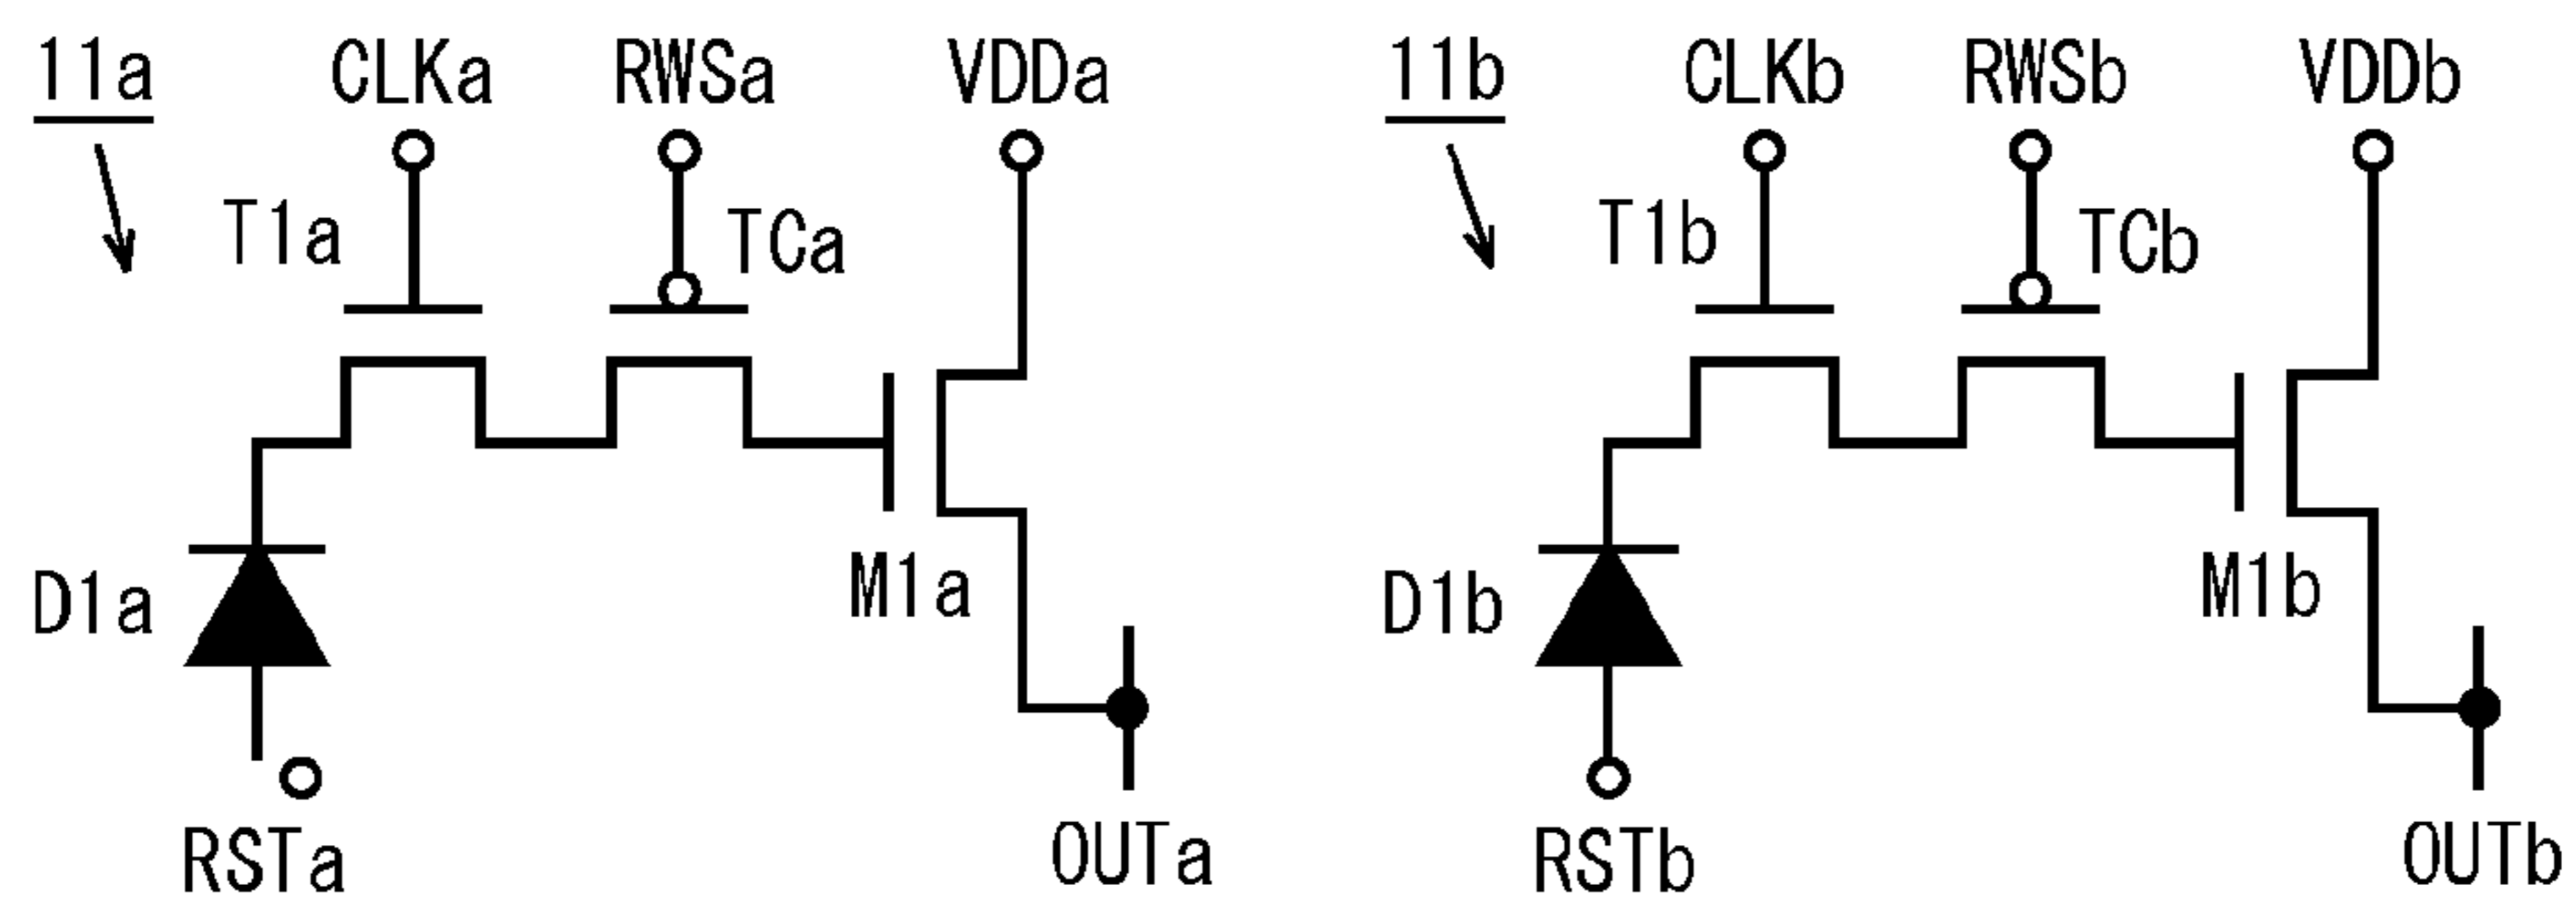 11a CLKa RWSa VDDa
T1a TCa
D1a M1a
RSTa OUTa
11b CLKb RWSb VDDb
T1b TCb
D1b M1b
RSTb OUTb